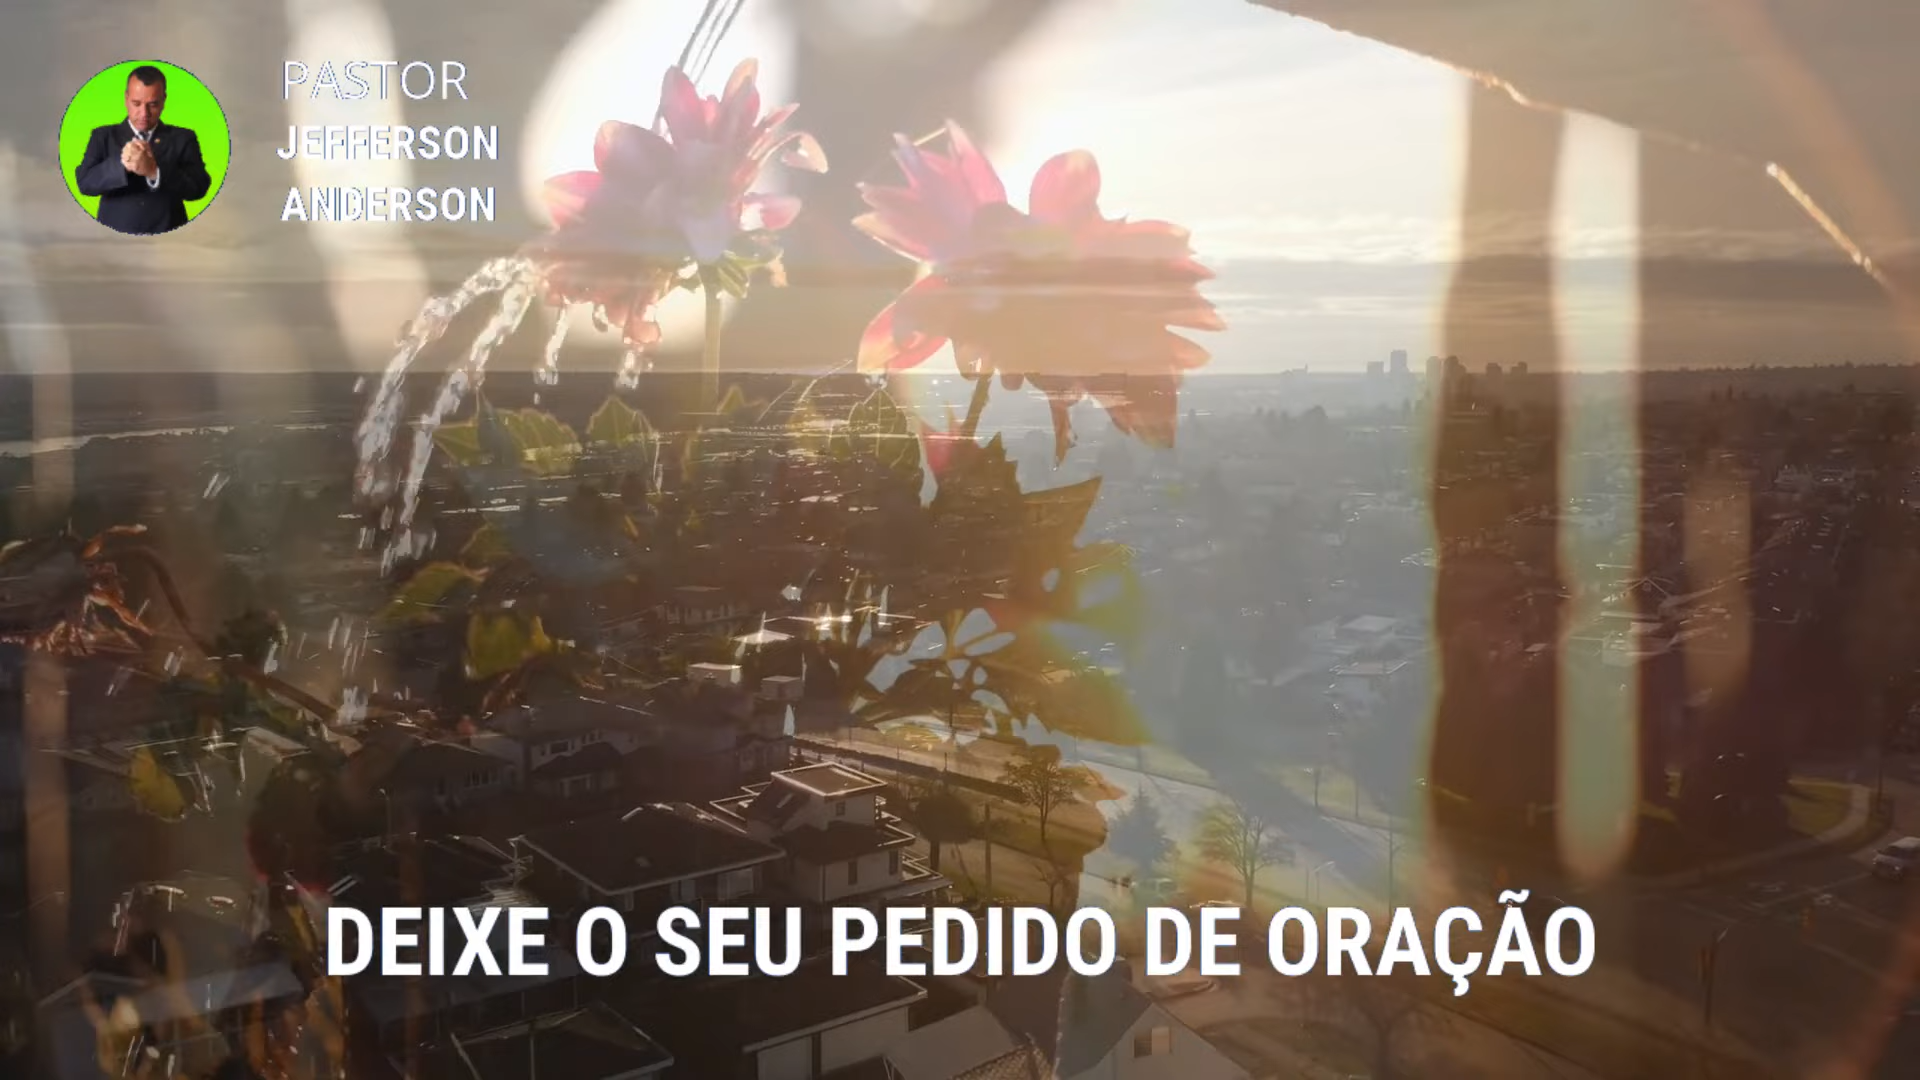 PASTOR
JEFFERSON
ANDERSON
DEIXE O SEU PEDIDO DE ORAÇÃO